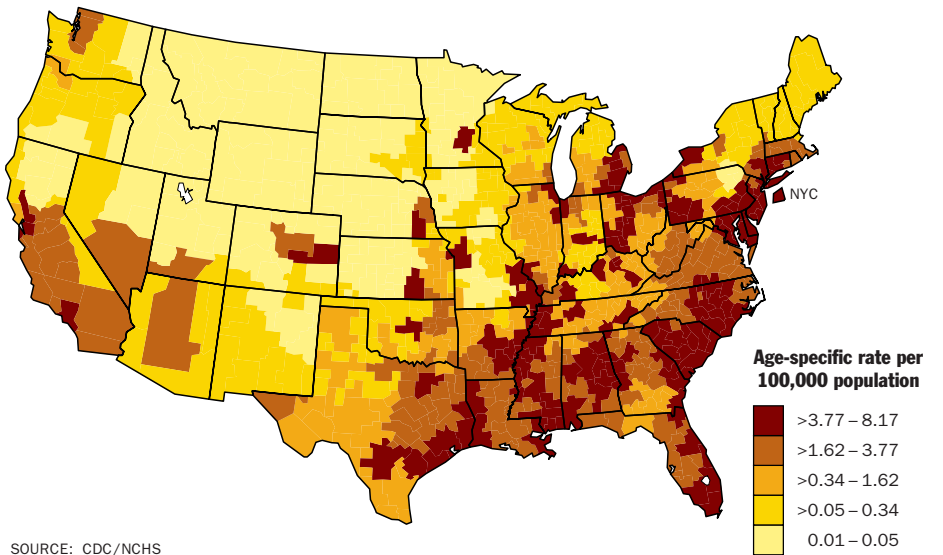 NYC
Age-specific rate per
100,000 population
>3.77 – 8.17
>1.62 – 3.77
>0.34 – 1.62
>0.05 – 0.34
0.01 – 0.05
SOURCE: CDC/NCHS